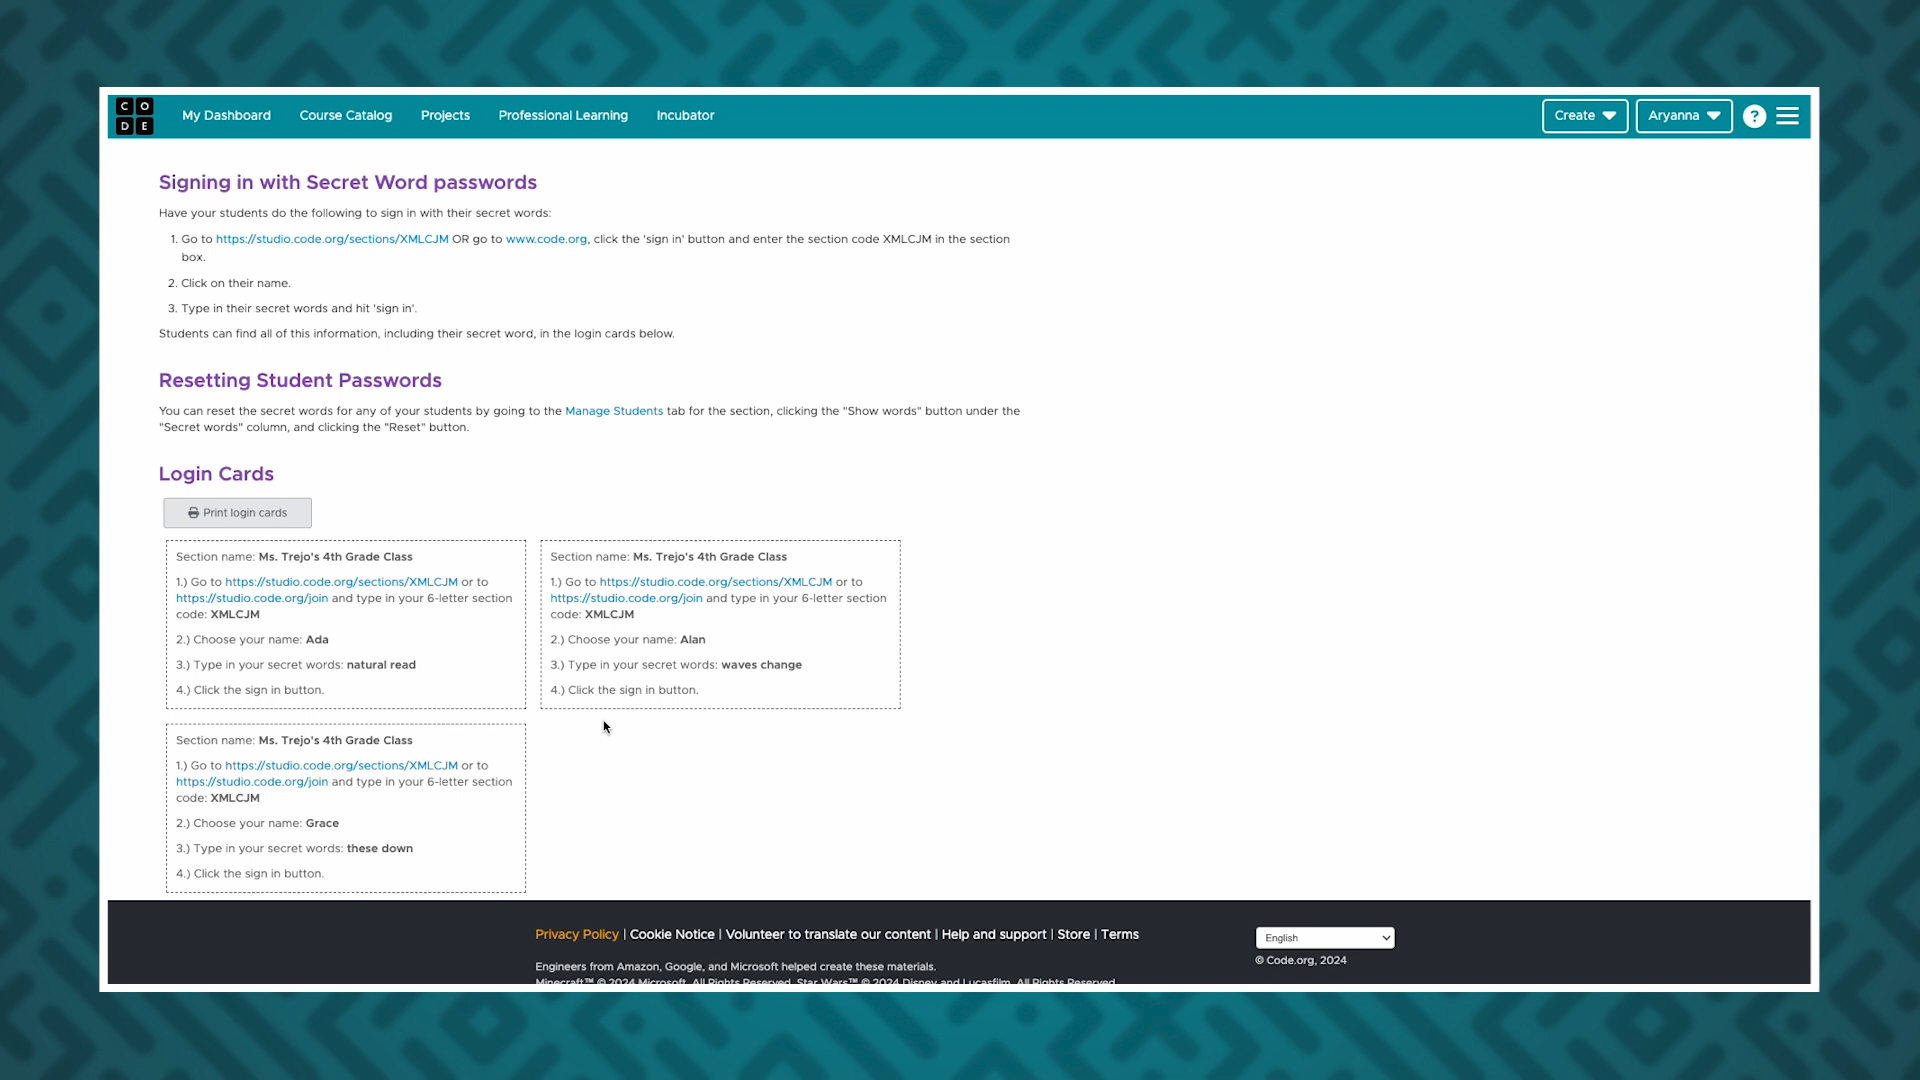 C O
D E
My Dashboard
Course Catalog
Projects
Professional Learning
Incubator
Create
Aryanna
?
Signing in with Secret Word passwords
Have your students do the following to sign in with their secret words:
1. Go to https://studio.code.org/sections/XMLCJM OR go to www.code.org, click the 'sign in' button and enter the section code XMLCJM in the section
box.
2. Click on their name.
3. Type in their secret words and hit 'sign in'.
Students can find all of this information, including their secret word, in the login cards below.
Resetting Student Passwords
You can reset the secret words for any of your students by going to the Manage Students tab for the section, clicking the "Show words" button under the
"Secret words" column, and clicking the "Reset" button.
Login Cards
Print login cards
Section name: Ms. Trejo's 4th Grade Class
1.) Go to https://studio.code.org/sections/XMLCJM or to
https://studio.code.org/join and type in your 6-letter section
code: XMLCJM
2.) Choose your name: Ada
3.) Type in your secret words: natural read
4.) Click the sign in button.
Section name: Ms. Trejo's 4th Grade Class
1.) Go to https://studio.code.org/sections/XMLCJM or to
https://studio.code.org/join and type in your 6-letter section
code: XMLCJM
2.) Choose your name: Alan
3.) Type in your secret words: waves change
4.) Click the sign in button.
Section name: Ms. Trejo's 4th Grade Class
1.) Go to https://studio.code.org/sections/XMLCJM or to
https://studio.code.org/join and type in your 6-letter section
code: XMLCJM
2.) Choose your name: Grace
3.) Type in your secret words: these down
4.) Click the sign in button.
Privacy Policy | Cookie Notice | Volunteer to translate our content | Help and support | Store | Terms
English
© Code.org, 2024
Engineers from Amazon, Google, and Microsoft helped create these materials.
Minecraft™ © 2024 Microsoft. All Rights Reserved. Star Wars™ © 2024 Disney and Lucasfilm. All Rights Reserved.